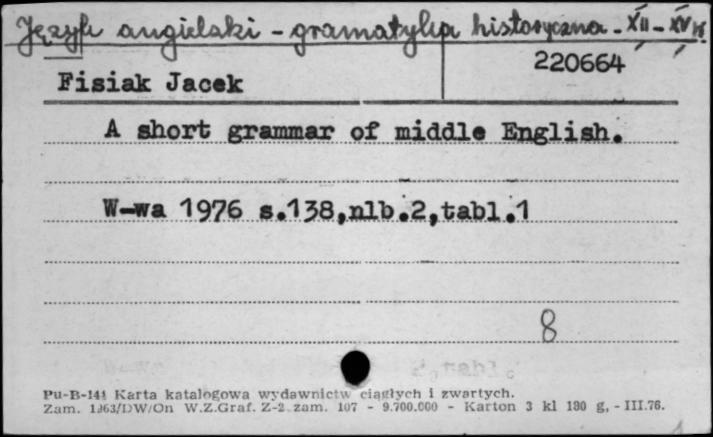 Język angielski - gramatyka historyczna - XII - XV w
220664
Fisiak Jacek
A short grammar of middle English.
W-wa 1976 s.138,nlb.2,tabl.1
8
Pu-B-141 Karta katalogowa wydawnictw ciągłych i zwartych.
Zam. 1363/DW/On W.Z.Graf. Z-2 zam. 107 - 9.700.000 - Karton 3 kl 180 g, - III.76.